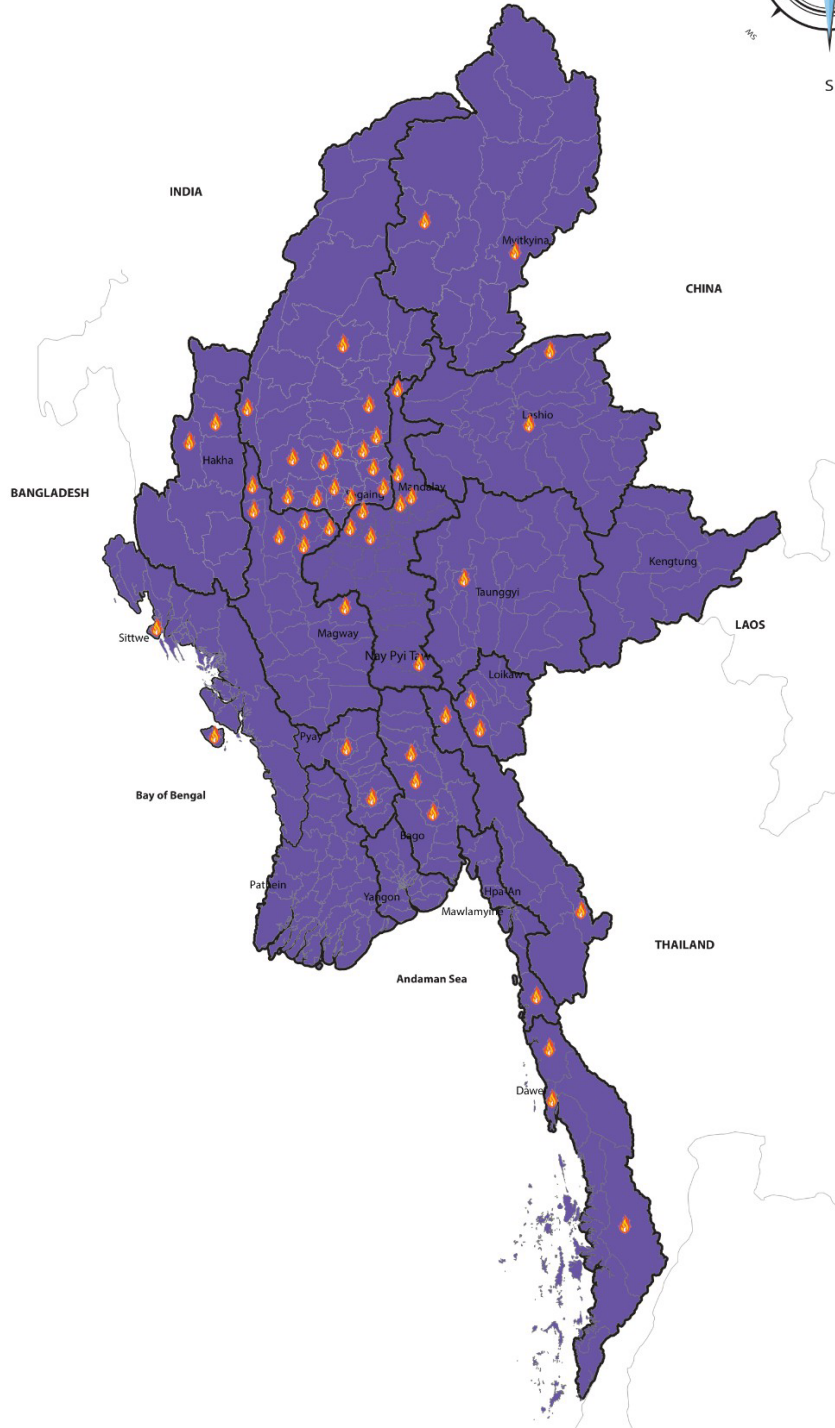 SW
S
INDIA
Myitkyina
CHINA
Lashio
Hakha
BANGLADESH
Mandalay
Kengtung
Taunggyi
LAOS
Sittwe
Magway
Nay Pyi Taw
Loikaw
Pyay
Bay of Bengal
Bago
Pathein
Yangon
Hpa-An
Mawlamyine
THAILAND
Andaman Sea
Dawei